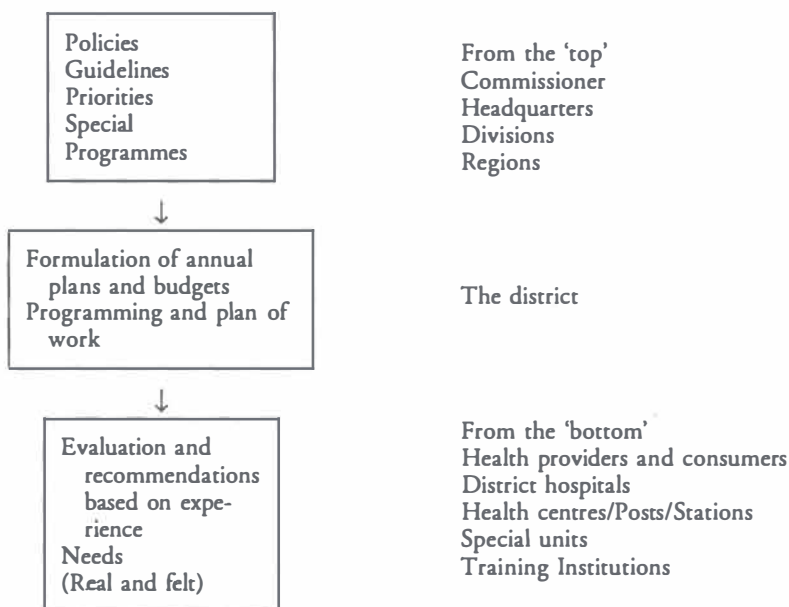 Policies
Guidelines
Priorities
Special
Programmes
From the ‘top’
Commissioner
Headquarters
Divisions
Regions
↓
Formulation of annual
plans and budgets
Programming and plan of
work
The district
↓
Evaluation and
recommendations
based on expe-
rience
Needs
(Real and felt)
From the ‘bottom’
Health providers and consumers
District hospitals
Health centres/Posts/Stations
Special units
Training Institutions